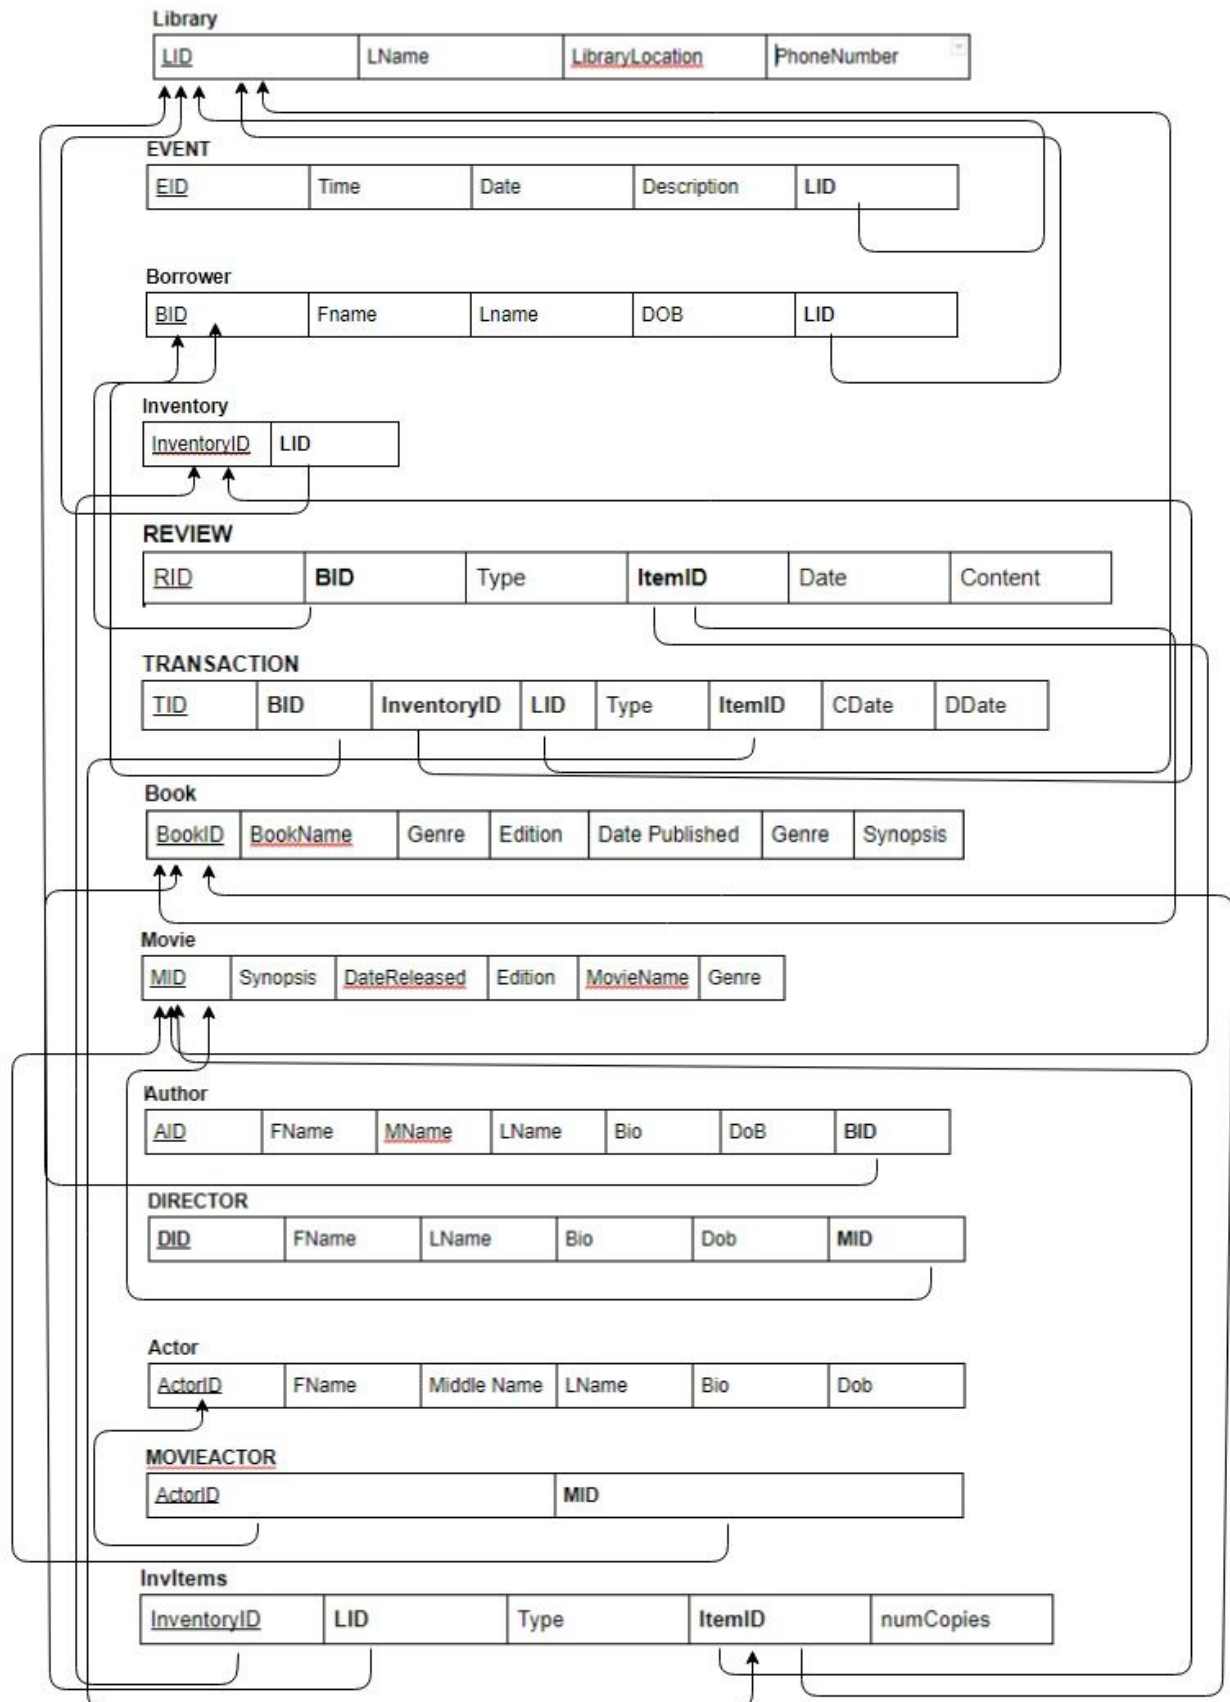 Library
LID LName LibraryLocation PhoneNumber
EVENT
EID Time Date Description LID
Borrower
BID Fname Lname DOB LID
Inventory
InventoryID LID
REVIEW
RID BID Type ItemID Date Content
TRANSACTION
TID BID InventoryID LID Type ItemID CDate DDate
Book
BookID BookName Genre Edition Date Published Genre Synopsis
Movie
MID Synopsis DateReleased Edition MovieName Genre
Author
AID FName MName LName Bio DoB BID
DIRECTOR
DID FName LName Bio Dob MID
Actor
ActorID FName Middle Name LName Bio Dob
MOVIEACTOR
ActorID MID
InvItems
InventoryID LID Type ItemID numCopies